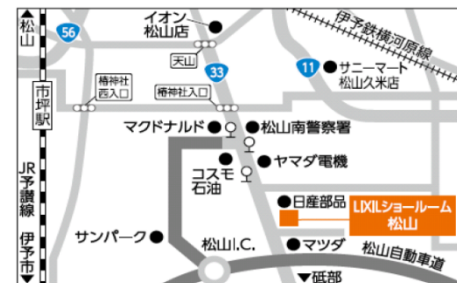 ▲松山
56
イオン
松山店
天山
伊予鉄横河原線
33
11
サニーマート
松山久米店
市坪駅
椿神社
西入口
椿神社入口
マクドナルド
松山南警察署
コスモ
石油
ヤマダ電機
JR予讃線
日産部品
LIXILショールーム
松山
サンパーク
松山I.C.
マツダ
松山自動車道
伊予市▼
▼砥部